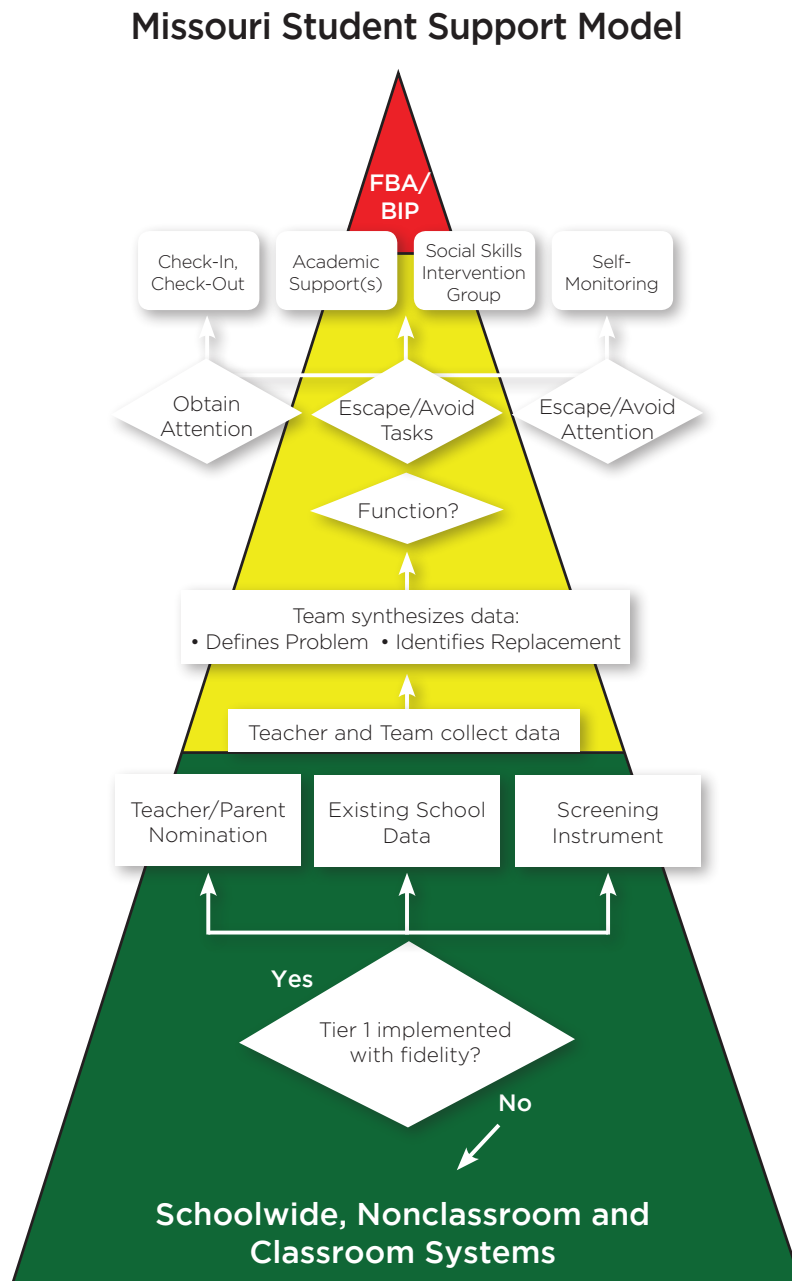 Missouri Student Support Model
FBA/
BIP
Check-In,
Check-Out
Academic
Support(s)
Social Skills
Intervention
Group
Self-
Monitoring
Obtain
Attention
Escape/Avoid
Tasks
Escape/Avoid
Attention
Function?
Team synthesizes data:
• Defines Problem • Identifies Replacement
Teacher and Team collect data
Teacher/Parent
Nomination
Existing School
Data
Screening
Instrument
Yes
Tier 1 implemented
with fidelity?
No
Schoolwide, Nonclassroom and
Classroom Systems